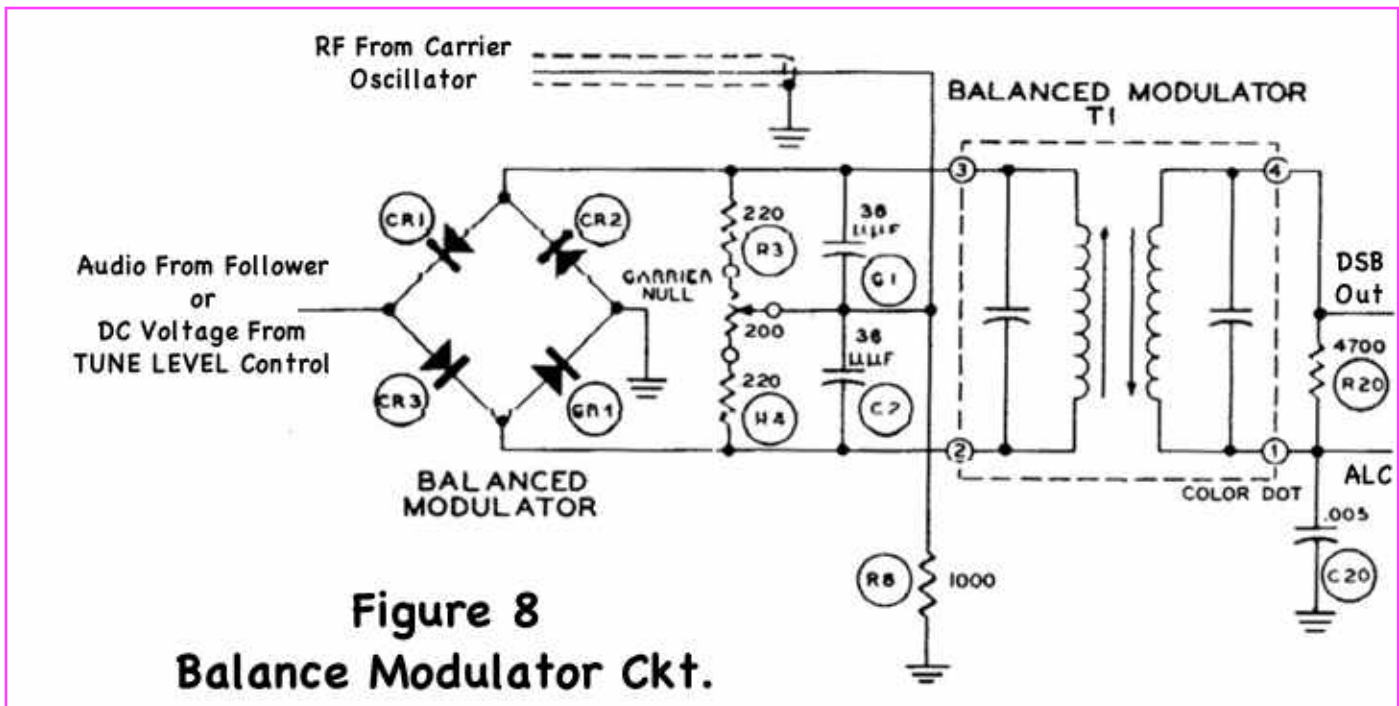 RF From Carrier
Oscillator
BALANCED MODULATOR
T1
3
4
CR1
CR2
220
R3
36
µµF
C1
CARRIER
NULL
Audio From Follower
or
DC Voltage From
TUNE LEVEL Control
DSB
Out
200
36
µµF
C2
4700
R20
CR3
220
2
1
ALC
COLOR DOT
BALANCED
MODULATOR
.005
C20
1000
Figure 8
Balance Modulator Ckt.